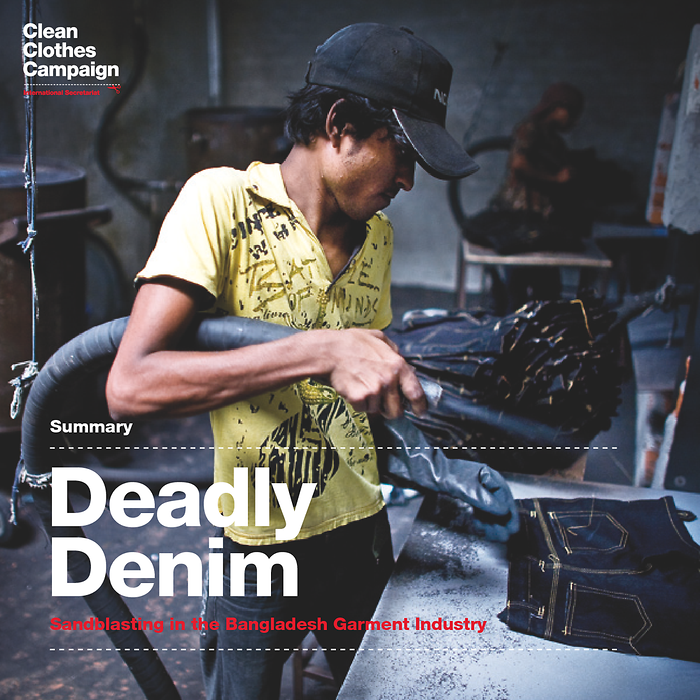 Clean
Clothes
Campaign
International Secretariat
Summary
Deadly
Denim
Sandblasting in the Bangladesh Garment Industry